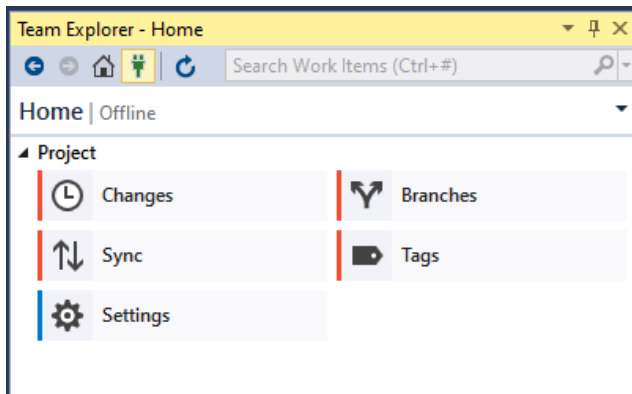 Team Explorer - Home
Search Work Items (Ctrl+#)
Home | Offline
Project
Changes
Branches
Sync
Tags
Settings